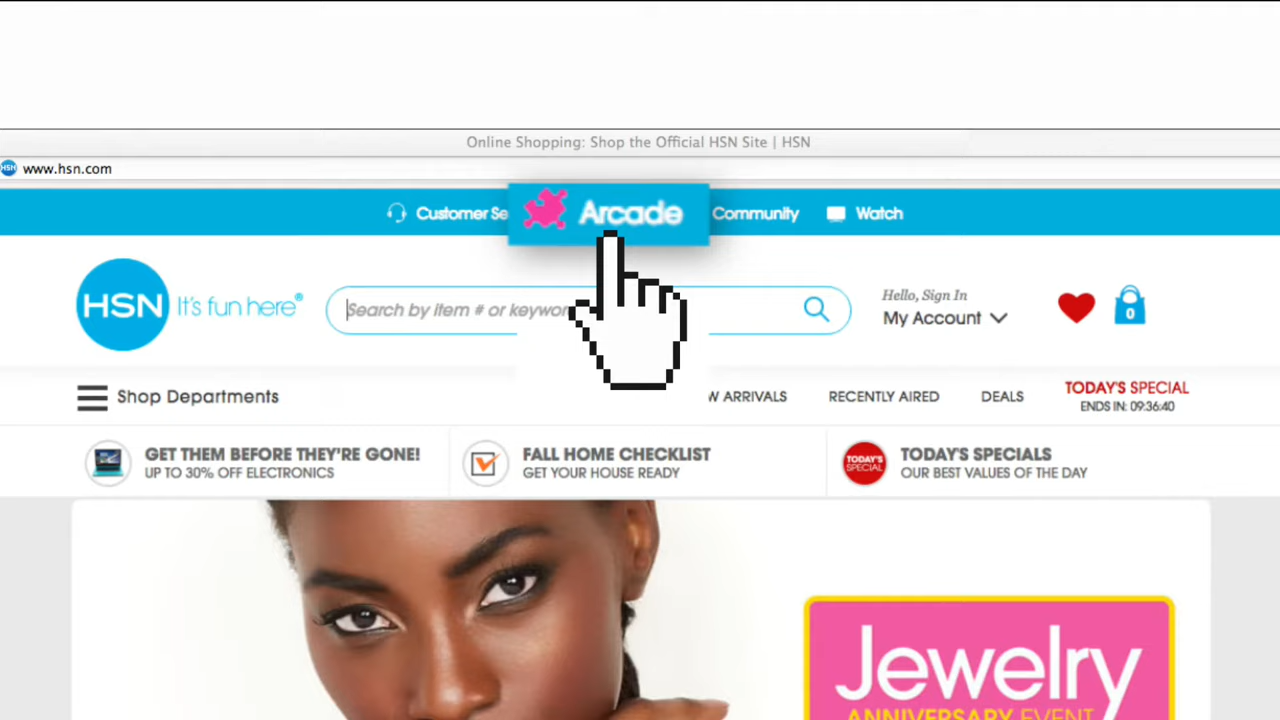 Online Shopping: Shop the Official HSN Site | HSN
HSN www.hsn.com
Customer Se Arcade Community Watch
HSN It's fun here®
Search by item # or keywor
Hello, Sign In
My Account
0
Shop Departments
W ARRIVALS RECENTLY AIRED DEALS
TODAY'S SPECIAL
ENDS IN: 09:36:40
GET THEM BEFORE THEY'RE GONE!
UP TO 30% OFF ELECTRONICS
FALL HOME CHECKLIST
GET YOUR HOUSE READY
TODAY'S
SPECIAL
TODAY'S SPECIALS
OUR BEST VALUES OF THE DAY
Jewelry
ANNIVERSARY EVENT